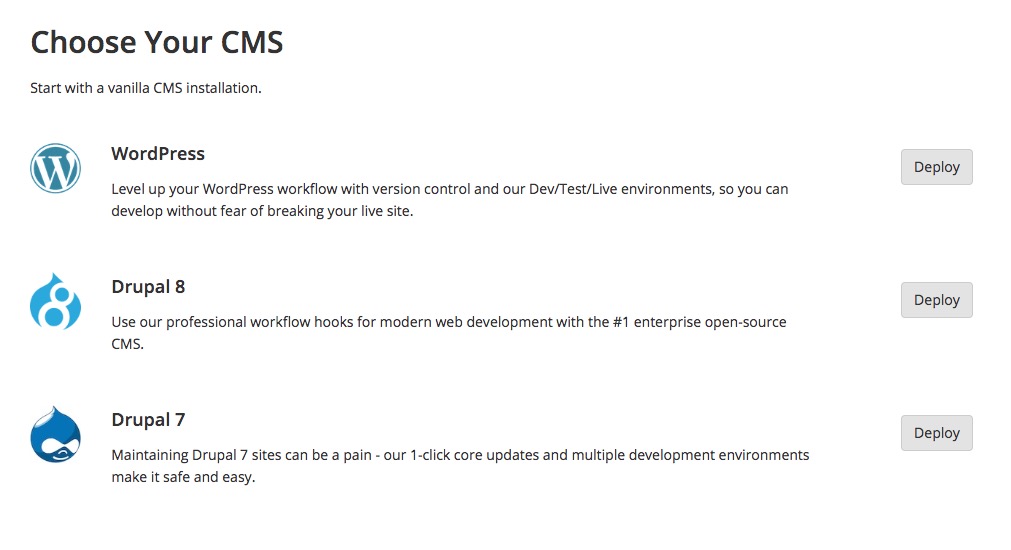 Choose Your CMS
Start with a vanilla CMS installation.
WordPress
Deploy
Level up your WordPress workflow with version control and our Dev/Test/Live environments, so you can
develop without fear of breaking your live site.
Drupal 8
Deploy
Use our professional workflow hooks for modern web development with the #1 enterprise open-source
CMS.
Drupal 7
Deploy
Maintaining Drupal 7 sites can be a pain - our 1-click core updates and multiple development environments
make it safe and easy.